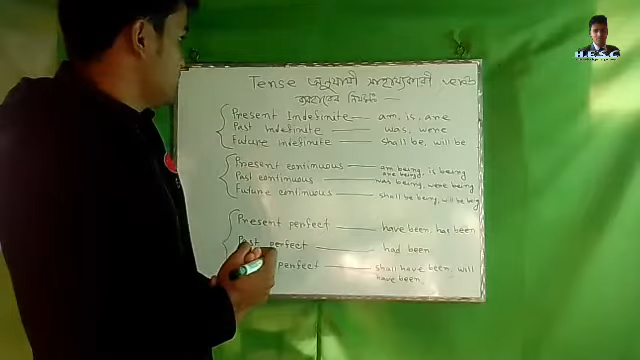 H.E.S.C
Tense অনুযায়ী সাহায্যকারী verb
ব্যবহারের নিয়ম:—
Present Indefinite — am, is, are
Past Indefinite — was, were
Future indefinite — shall be, will be
Present continuous — am being, is being
are being,
Past continuous — was being, were being
Future continuous — shall be being, will be being
Present perfect — have been, has been
Past perfect — had been
perfect — shall have been, will
have been,